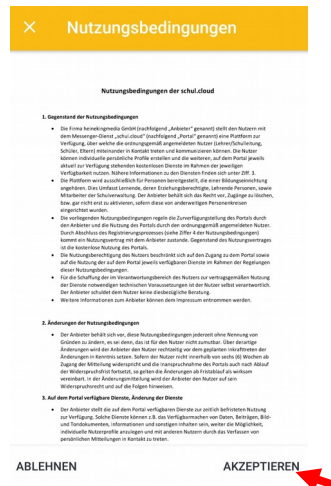 × Nutzungsbedingungen
Nutzungsbedingungen der schul.cloud
1. Gegenstand der Nutzungsbedingungen
• Die Firma heinekingmedia GmbH (nachfolgend „Anbieter“ genannt) stellt den Nutzern mit
dem Messenger-Dienst „schul.cloud“ (nachfolgend „Portal“ genannt) eine Plattform zur
Verfügung, über welche die ordnungsgemäß angemeldeten Nutzer (Lehrer/Schulleitung,
Schüler, Eltern) miteinander in Kontakt treten und kommunizieren können. Die Nutzer
können individuelle persönliche Profile erstellen und die weiteren, auf dem Portal jeweils
aktuell zur Verfügung stehenden kostenlosen Dienste im Rahmen der jeweiligen
Verfügbarkeit nutzen. Nähere Informationen zu den Diensten finden sich unter Ziff. 3.
• Die Plattform wird ausschließlich für Personen bereitgestellt, die einer Bildungseinrichtung
angehören. Dies umfasst Lernende, deren Erziehungsberechtigte, Lehrende Personen, sowie
Mitarbeiter der Schulverwaltung. Der Anbieter behält sich das Recht vor, Zugänge zu löschen,
bzw. gar nicht erst zu aktivieren, sofern diese von anderweitigen Personenkreisen
eingerichtet wurden.
• Die vorliegenden Nutzungsbedingungen regeln die Zurverfügungstellung des Portals durch
den Anbieter und die Nutzung des Portals durch den ordnungsgemäß angemeldeten Nutzer.
Durch Abschluss des Registrierungsprozesses (siehe Ziffer 4 der Nutzungsbedingungen)
kommt ein Nutzungsvertrag mit dem Anbieter zustande. Gegenstand des Nutzungsvertrages
ist die kostenlose Nutzung des Portals.
• Die Nutzungsberechtigung des Nutzers beschränkt sich auf den Zugang zu dem Portal sowie
auf die Nutzung der auf dem Portal jeweils verfügbaren Dienste im Rahmen der Regelungen
dieser Nutzungsbedingungen.
• Für die Schaffung der im Verantwortungsbereich des Nutzers zur vertragsgemäßen Nutzung
der Dienste notwendigen technischen Voraussetzungen ist der Nutzer selbst verantwortlich.
Der Anbieter schuldet dem Nutzer keine diesbezügliche Beratung.
• Weitere Informationen zum Anbieter können dem Impressum entnommen werden.
2. Änderungen der Nutzungsbedingungen
• Der Anbieter behält sich vor, diese Nutzungsbedingungen jederzeit ohne Nennung von
Gründen zu ändern, es sei denn, das ist für den Nutzer nicht zumutbar. Über derartige
Änderungen wird der Anbieter den Nutzer rechtzeitig vor dem geplanten Inkrafttreten der
Änderungen in Kenntnis setzen. Sofern der Nutzer nicht innerhalb von sechs (6) Wochen ab
Zugang der Mitteilung widerspricht und die Inanspruchnahme des Portals auch nach Ablauf
der Widerspruchsfrist fortsetzt, so gelten die Änderungen ab Fristablauf als wirksam
vereinbart. In der Änderungsmitteilung wird der Anbieter den Nutzer auf sein
Widerspruchsrecht und auf die Folgen hinweisen.
3. Auf dem Portal verfügbare Dienste, Änderung der Dienste
• Der Anbieter stellt die auf dem Portal verfügbaren Dienste zur zeitlich befristeten Nutzung
zur Verfügung. Solche Dienste können z.B. das Verfügbarmachen von Daten, Beiträgen, Bild-
und Tondokumenten, Informationen und sonstigen Inhalten sein, weiter die Möglichkeit,
individuelle Nutzerprofile anzulegen und mit anderen Nutzern durch das Verfassen von
persönlichen Mitteilungen in Kontakt zu treten.
ABLEHNEN AKZEPTIEREN